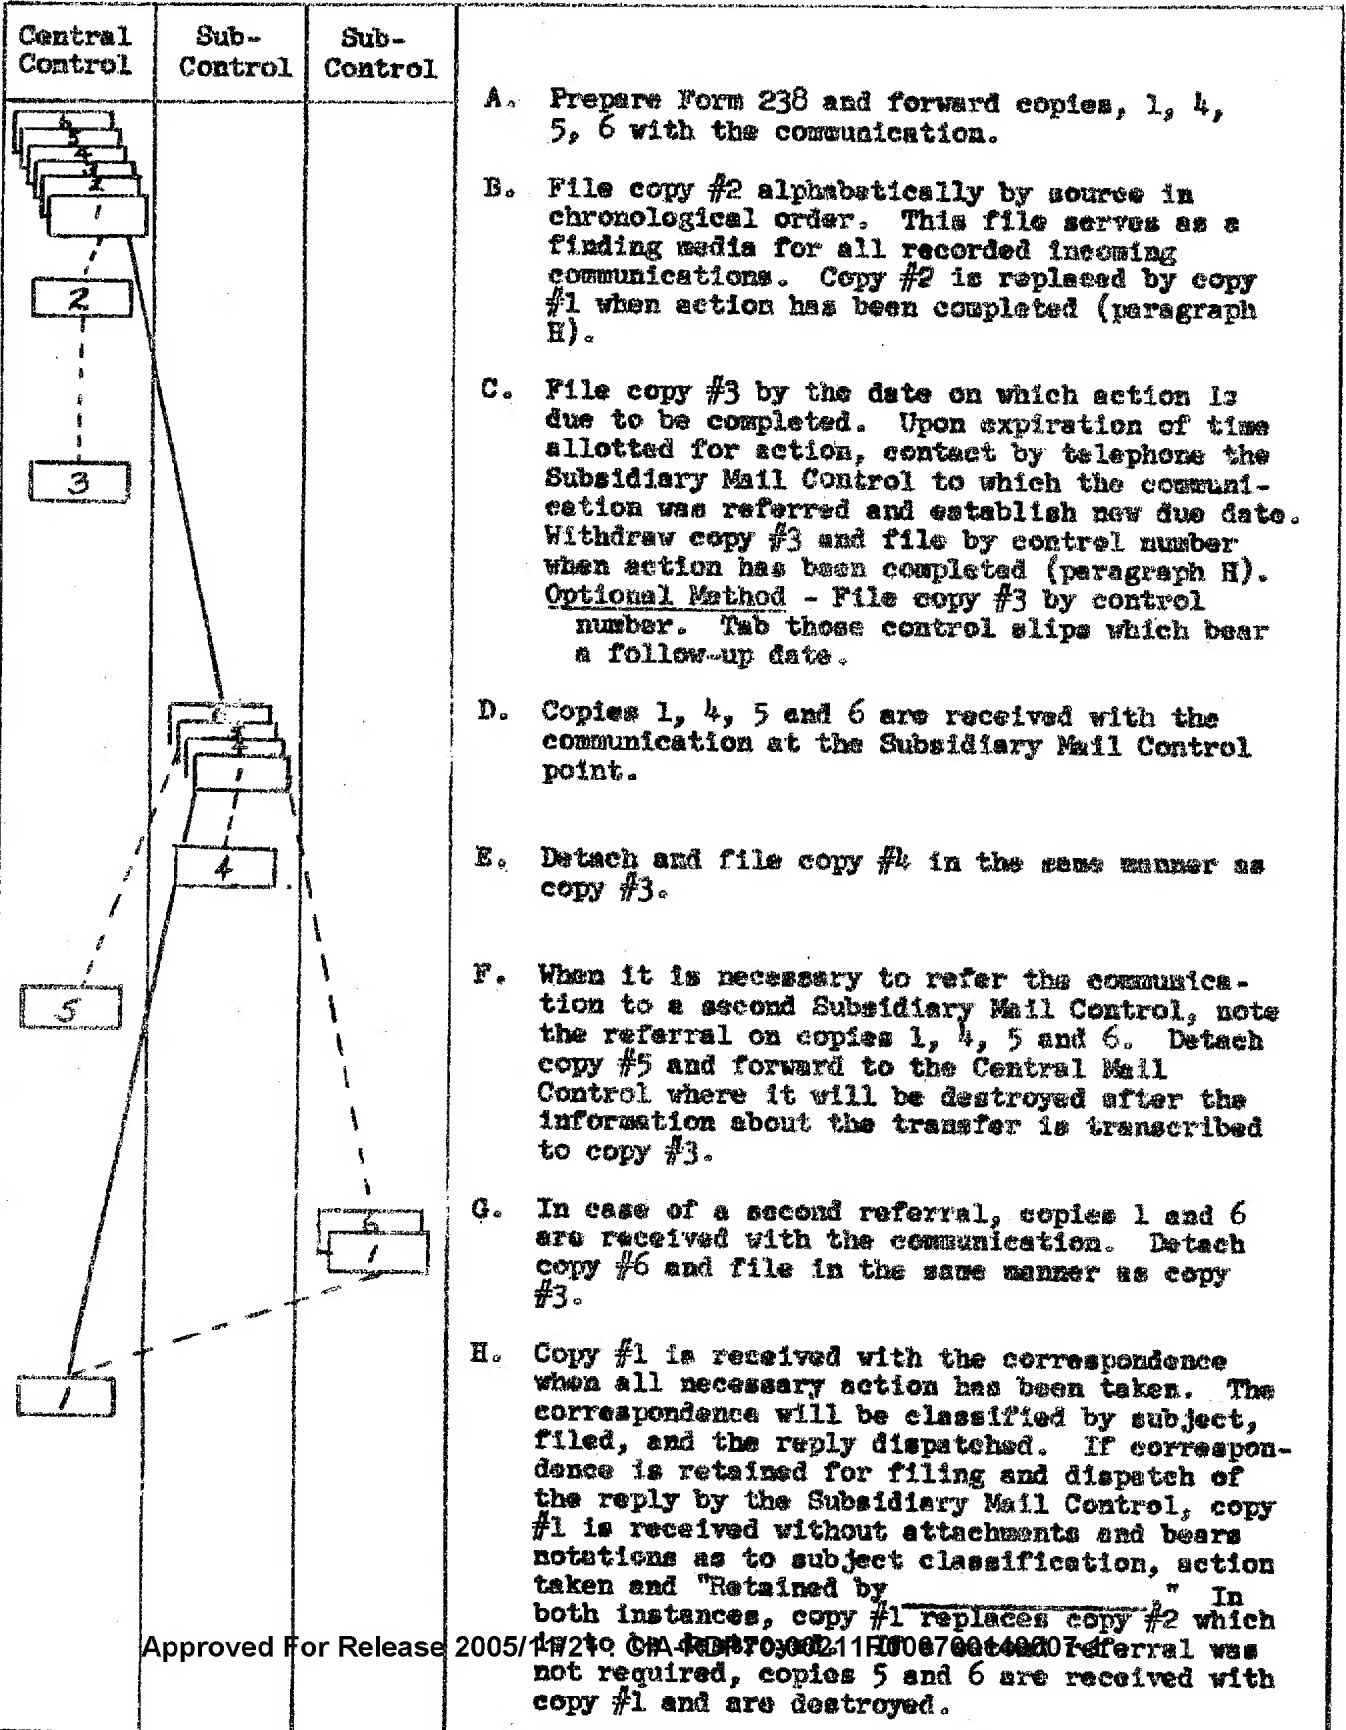 Central Control
Sub-Control
Sub-Control
A. Prepare Form 238 and forward copies, 1, 4,
5, 6 with the communication.
B. File copy #2 alphabetically by source in
chronological order. This file serves as a
finding media for all recorded incoming
communications. Copy #2 is replaced by copy
#1 when action has been completed (paragraph
H).
C. File copy #3 by the date on which action is
due to be completed. Upon expiration of time
allotted for action, contact by telephone the
Subsidiary Mail Control to which the communi-
cation was referred and establish new due date.
Withdraw copy #3 and file by control number
when action has been completed (paragraph H).
Optional Method - File copy #3 by control
number. Tab those control slips which bear
a follow-up date.
D. Copies 1, 4, 5 and 6 are received with the
communication at the Subsidiary Mail Control
point.
E. Detach and file copy #4 in the same manner as
copy #3.
F. When it is necessary to refer the communica-
tion to a second Subsidiary Mail Control, note
the referral on copies 1, 4, 5 and 6. Detach
copy #5 and forward to the Central Mail
Control where it will be destroyed after the
information about the transfer is transcribed
to copy #3.
G. In case of a second referral, copies 1 and 6
are received with the communication. Detach
copy #6 and file in the same manner as copy
#3.
H. Copy #1 is received with the correspondence
when all necessary action has been taken. The
correspondence will be classified by subject,
filed, and the reply dispatched. If correspon-
dence is retained for filing and dispatch of
the reply by the Subsidiary Mail Control, copy
#1 is received without attachments and bears
notations as to subject classification, action
taken and "Retained by ________." In
both instances, copy #1 replaces copy #2 which
referral was
Approved For Release 2005/11/21 : CIA-RDP70-00211R000700140007-1
not required, copies 5 and 6 are received with
copy #1 and are destroyed.
6
5
4
3
2
1
2
3
6
5
4
1
4
5
6
1
1